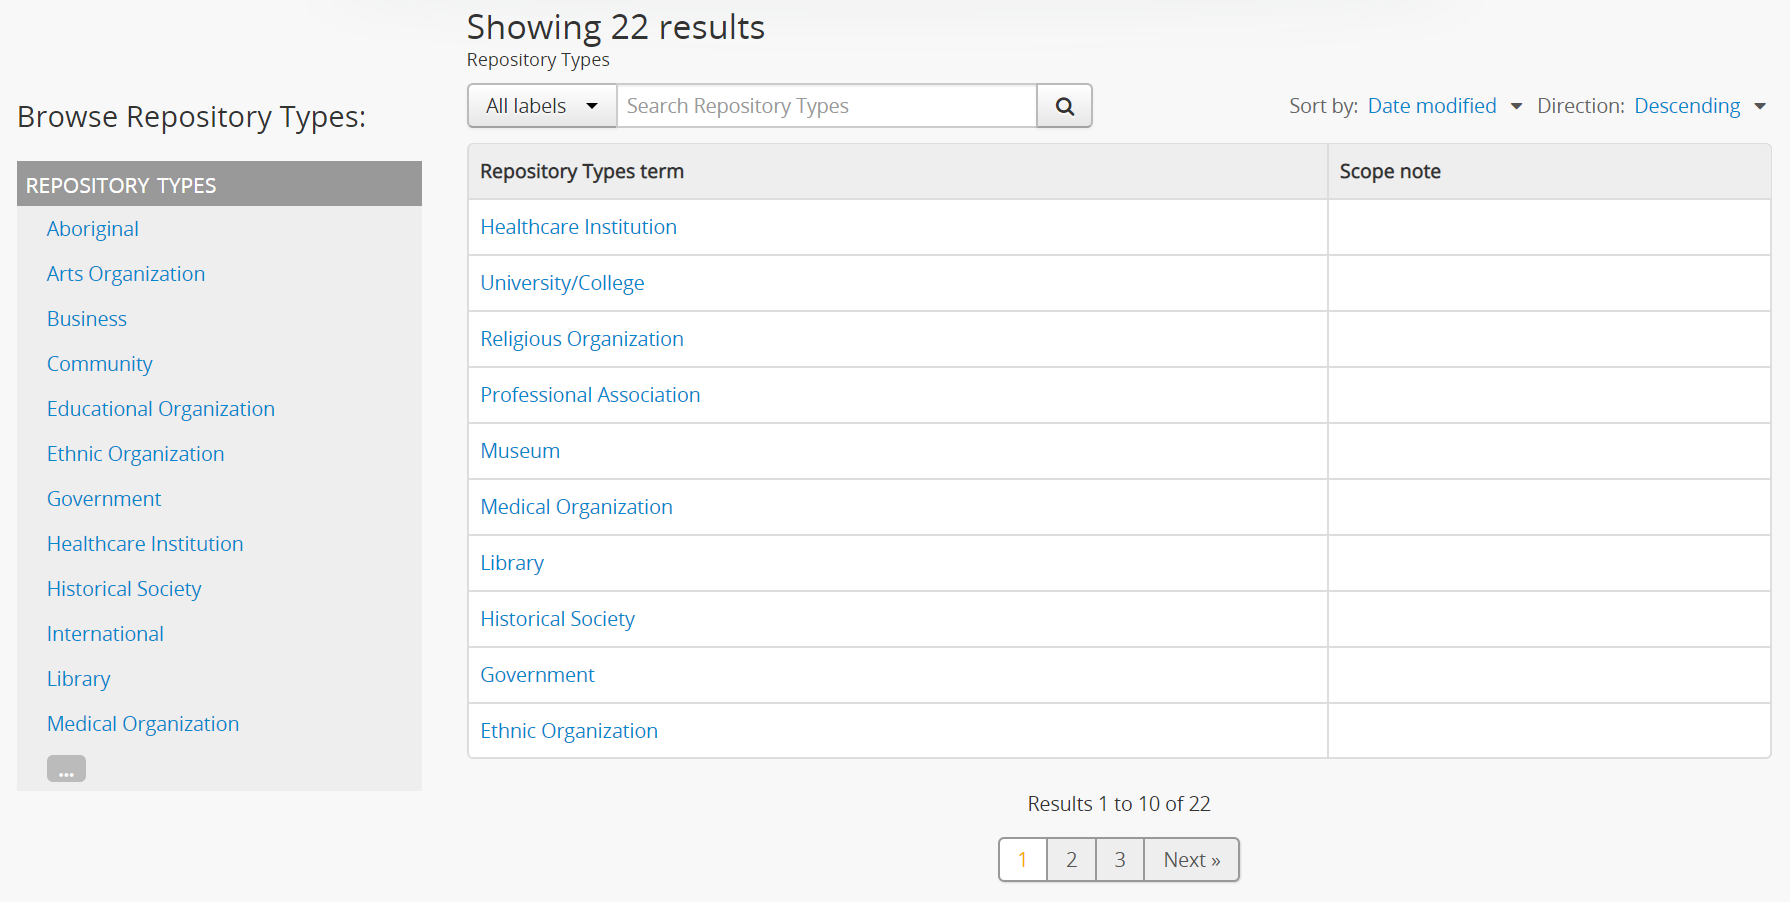 Showing 22 results
Repository Types
Browse Repository Types:
All labels Search Repository Types Sort by: Date modified Direction: Descending
REPOSITORY TYPES
Aboriginal
Arts Organization
Business
Community
Educational Organization
Ethnic Organization
Government
Healthcare Institution
Historical Society
International
Library
Medical Organization
...
Repository Types term Scope note
Healthcare Institution
University/College
Religious Organization
Professional Association
Museum
Medical Organization
Library
Historical Society
Government
Ethnic Organization
Results 1 to 10 of 22
1 2 3 Next »